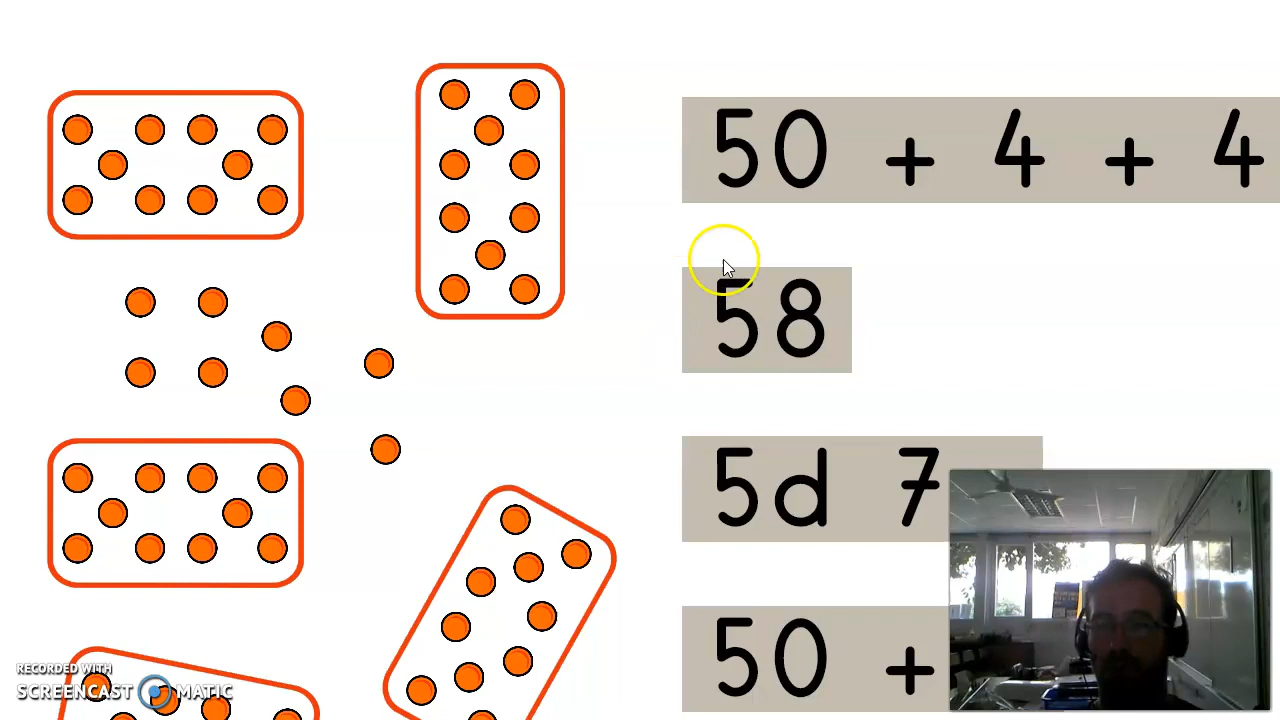 50 + 4 + 4
58
5d 7
50 +
RECORDED WITH
SCREENCAST MATIC